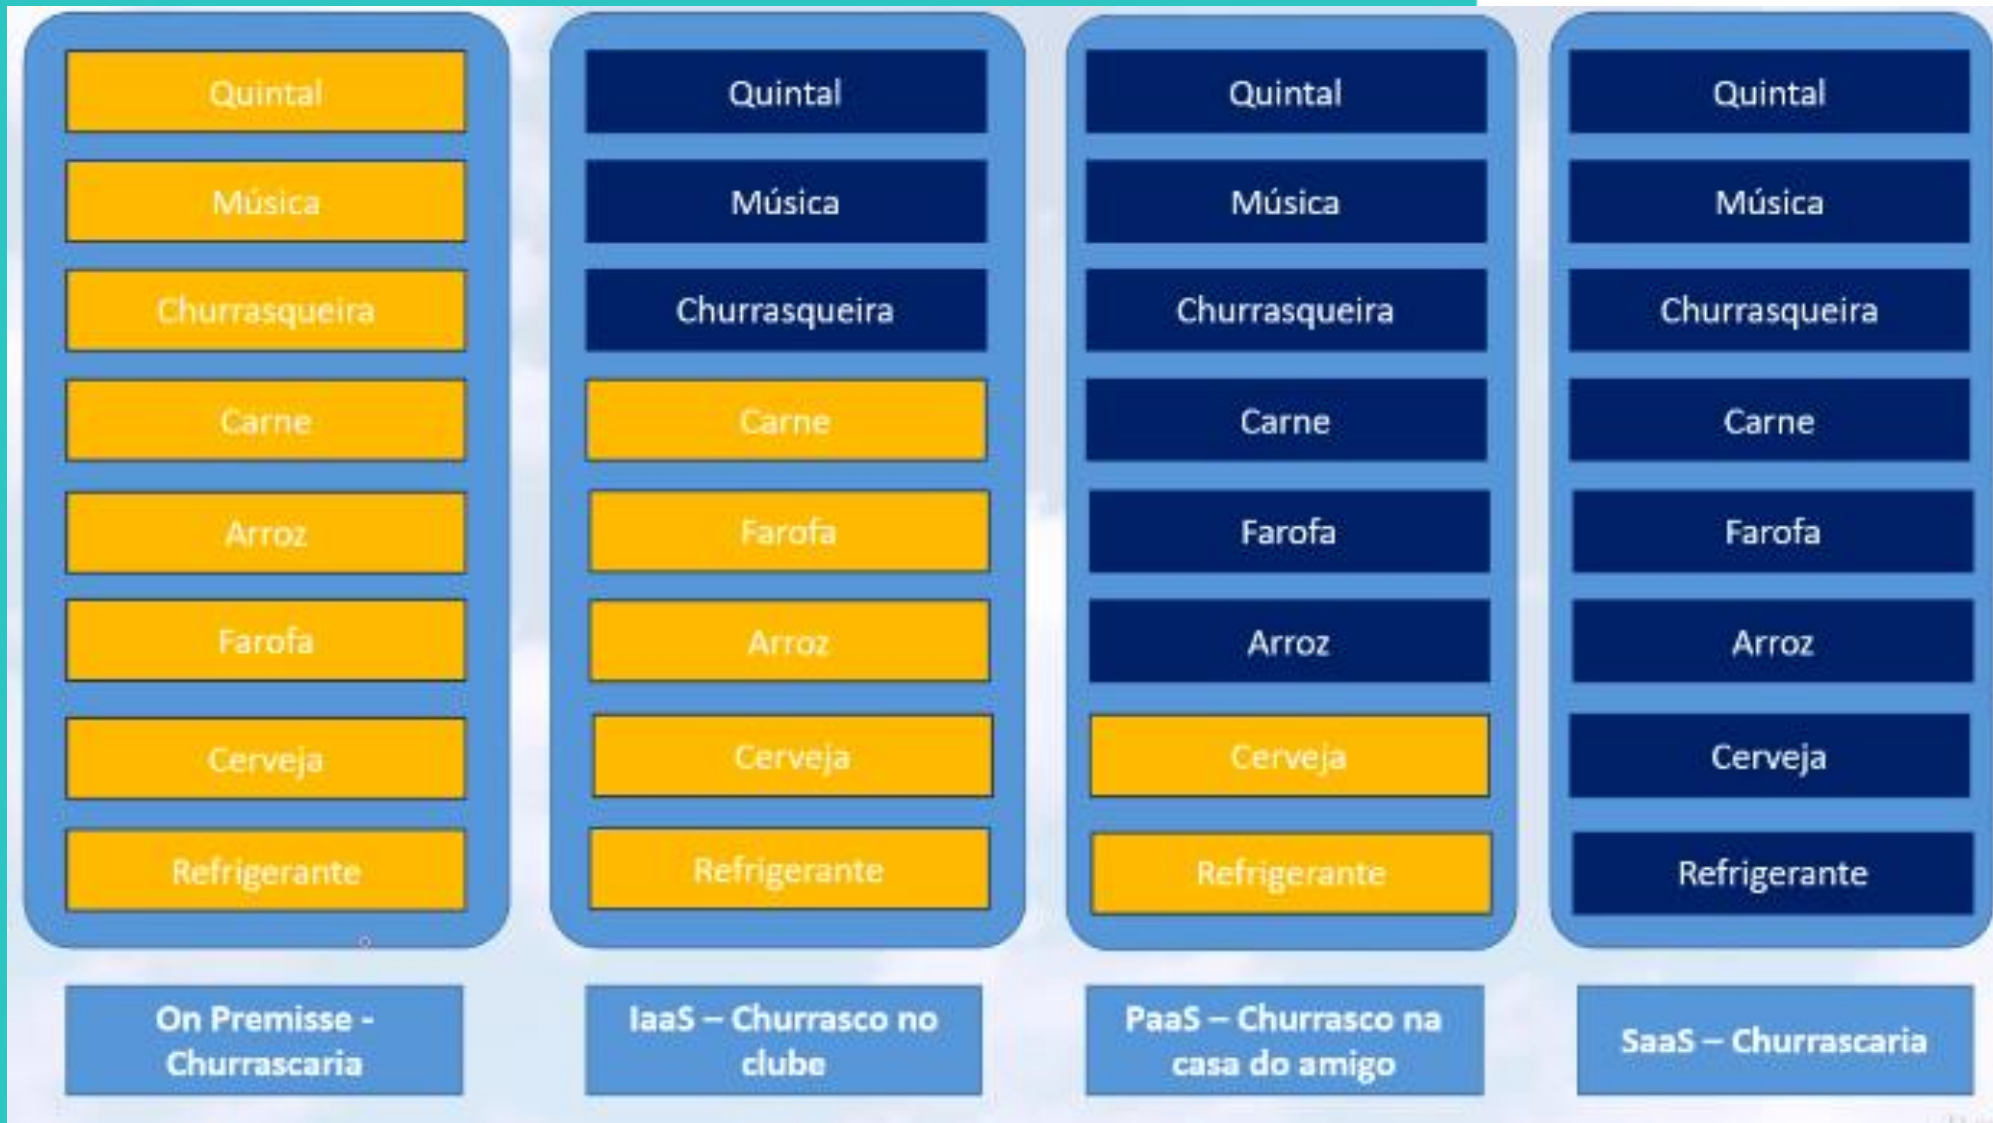 Quintal
Música
Churrasqueira
Carne
Arroz
Farofa
Cerveja
Refrigerante
On Premisse -
Churrascaria
Quintal
Música
Churrasqueira
Carne
Farofa
Arroz
Cerveja
Refrigerante
IaaS – Churrasco no
clube
Quintal
Música
Churrasqueira
Carne
Farofa
Arroz
Cerveja
Refrigerante
PaaS – Churrasco na
casa do amigo
Quintal
Música
Churrasqueira
Carne
Farofa
Arroz
Cerveja
Refrigerante
SaaS – Churrascaria